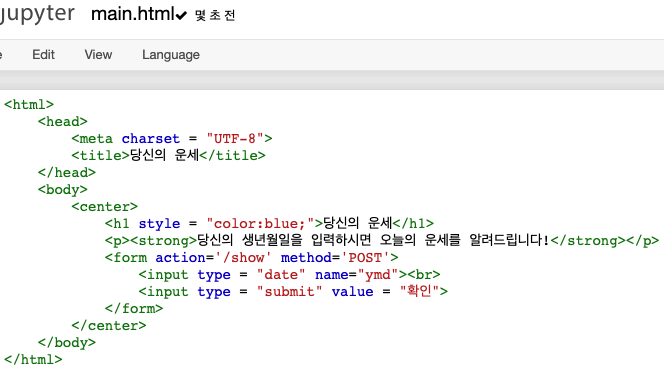 jupyter main.html✔ 몇 초 전
Edit View Language
<html>
<head>
<meta charset = "UTF-8">
<title>당신의 운세</title>
</head>
<body>
<center>
<h1 style = "color:blue;">당신의 운세</h1>
<p><strong>당신의 생년월일을 입력하시면 오늘의 운세를 알려드립니다!</strong></p>
<form action='/show' method='POST'>
<input type = "date" name="ymd"><br>
<input type = "submit" value = "확인">
</form>
</center>
</body>
</html>